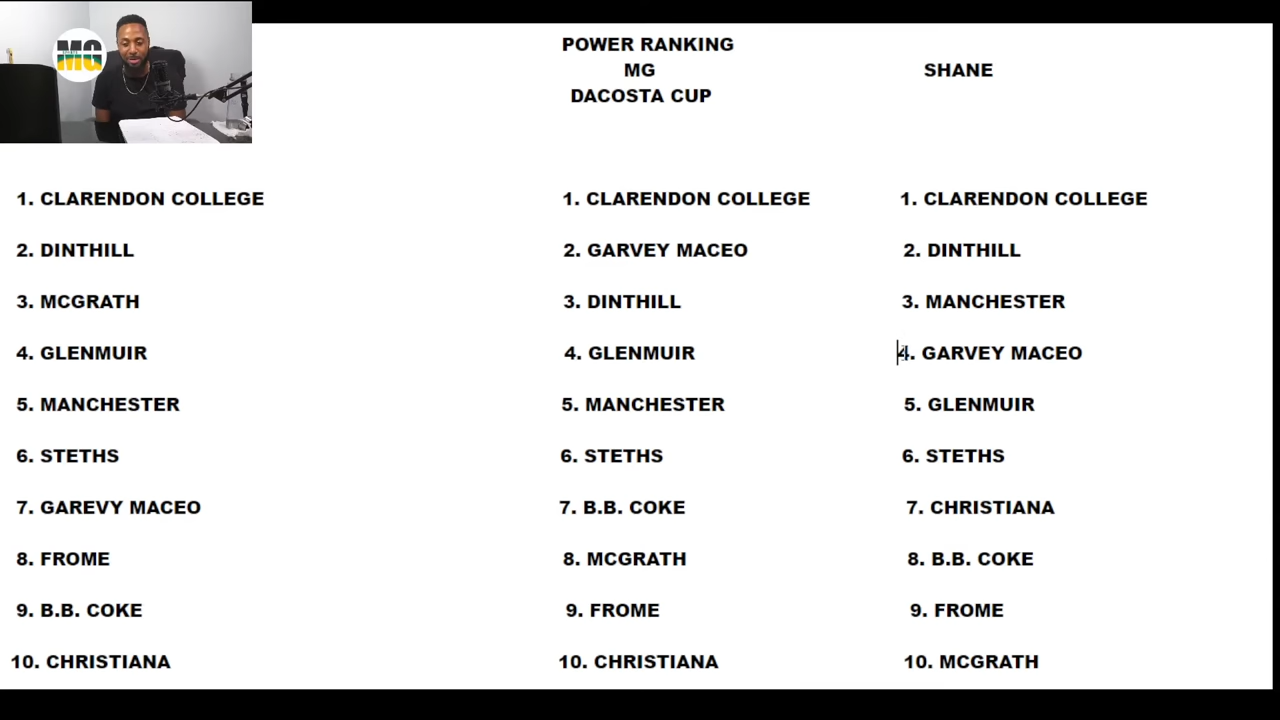 MG
SPORTS
POWER RANKING
MG
SHANE
DACOSTA CUP
1. CLARENDON COLLEGE
2. DINTHILL
3. MCGRATH
4. GLENMUIR
5. MANCHESTER
6. STETHS
7. GAREVY MACEO
8. FROME
9. B.B. COKE
10. CHRISTIANA
1. CLARENDON COLLEGE
2. GARVEY MACEO
3. DINTHILL
4. GLENMUIR
5. MANCHESTER
6. STETHS
7. B.B. COKE
8. MCGRATH
9. FROME
10. CHRISTIANA
1. CLARENDON COLLEGE
2. DINTHILL
3. MANCHESTER
4. GARVEY MACEO
5. GLENMUIR
6. STETHS
7. CHRISTIANA
8. B.B. COKE
9. FROME
10. MCGRATH